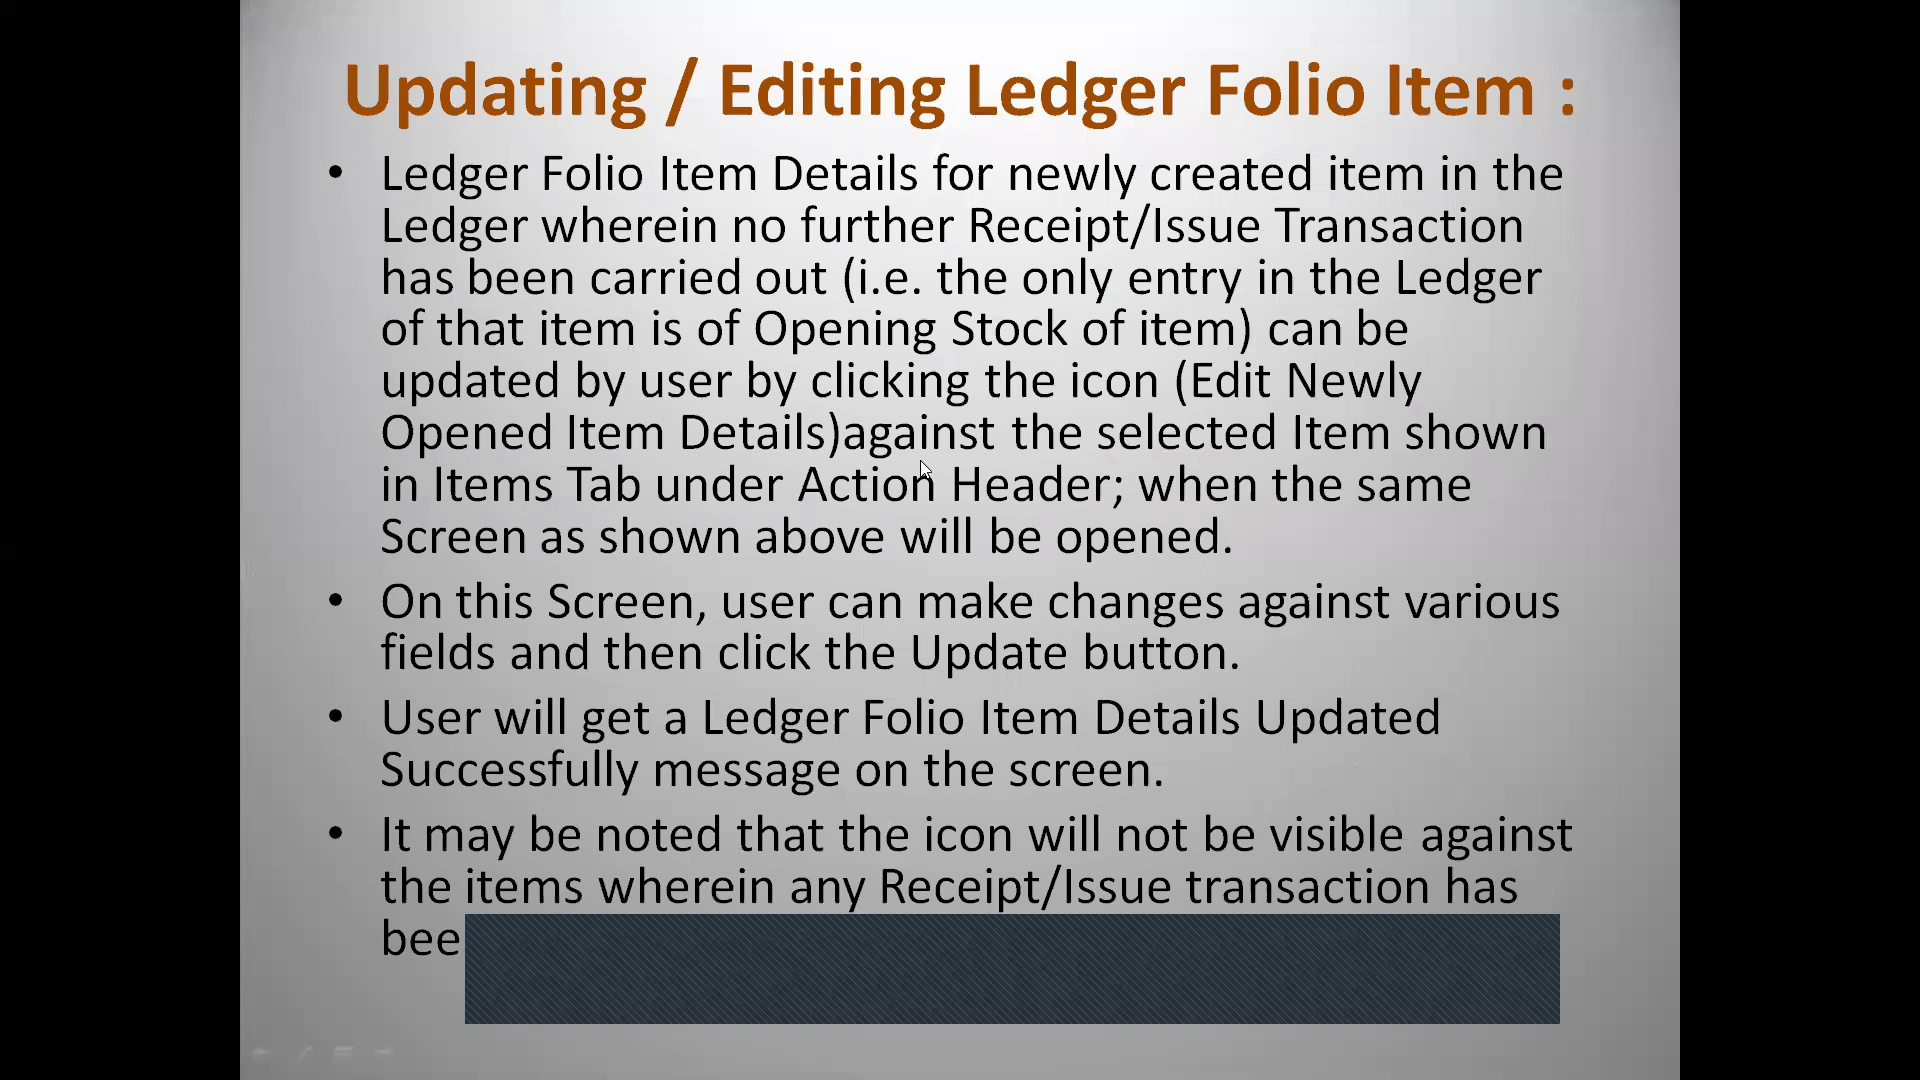 Updating / Editing Ledger Folio Item :
• Ledger Folio Item Details for newly created item in the
Ledger wherein no further Receipt/Issue Transaction
has been carried out (i.e. the only entry in the Ledger
of that item is of Opening Stock of item) can be
updated by user by clicking the icon (Edit Newly
Opened Item Details)against the selected Item shown
in Items Tab under Action Header; when the same
Screen as shown above will be opened.
• On this Screen, user can make changes against various
fields and then click the Update button.
• User will get a Ledger Folio Item Details Updated
Successfully message on the screen.
• It may be noted that the icon will not be visible against
the items wherein any Receipt/Issue transaction has